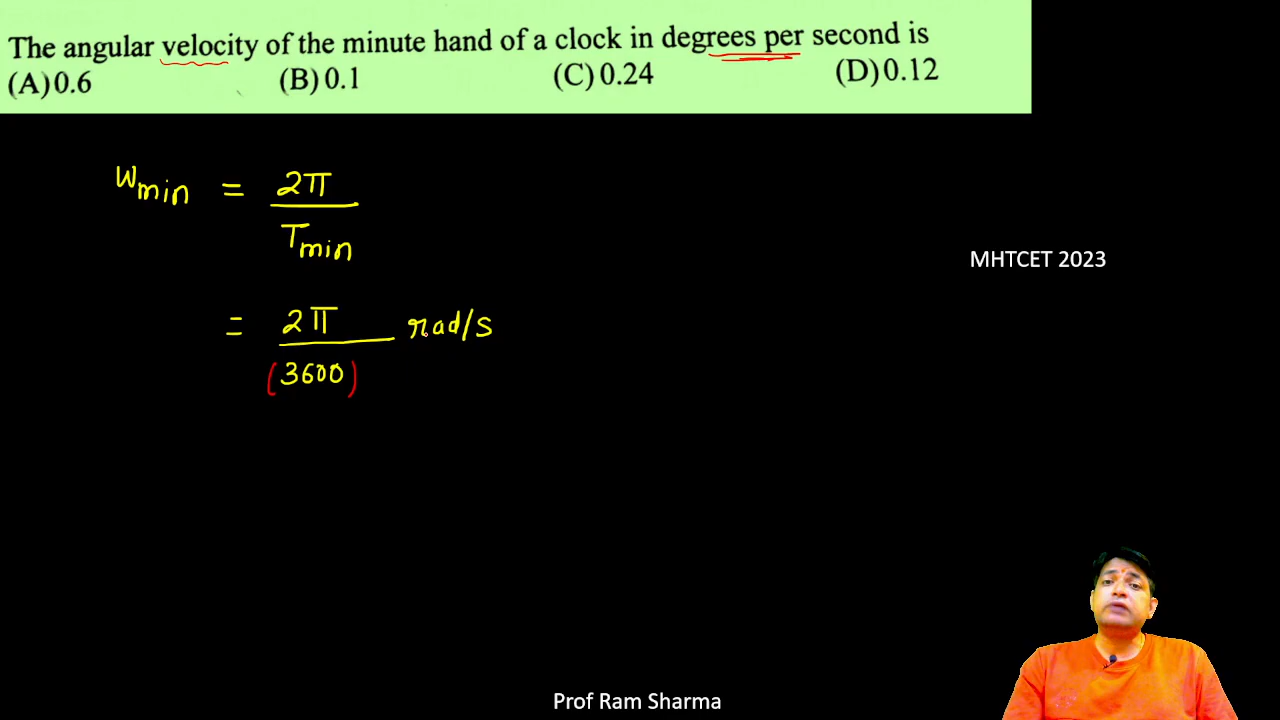 The angular velocity of the minute hand of a clock in degrees per second is
(A) 0.6 (B) 0.1 (C) 0.24 (D) 0.12
Wmin = 2π / Tmin
MHTCET 2023
= 2π / (3600) rad/s
Prof Ram Sharma